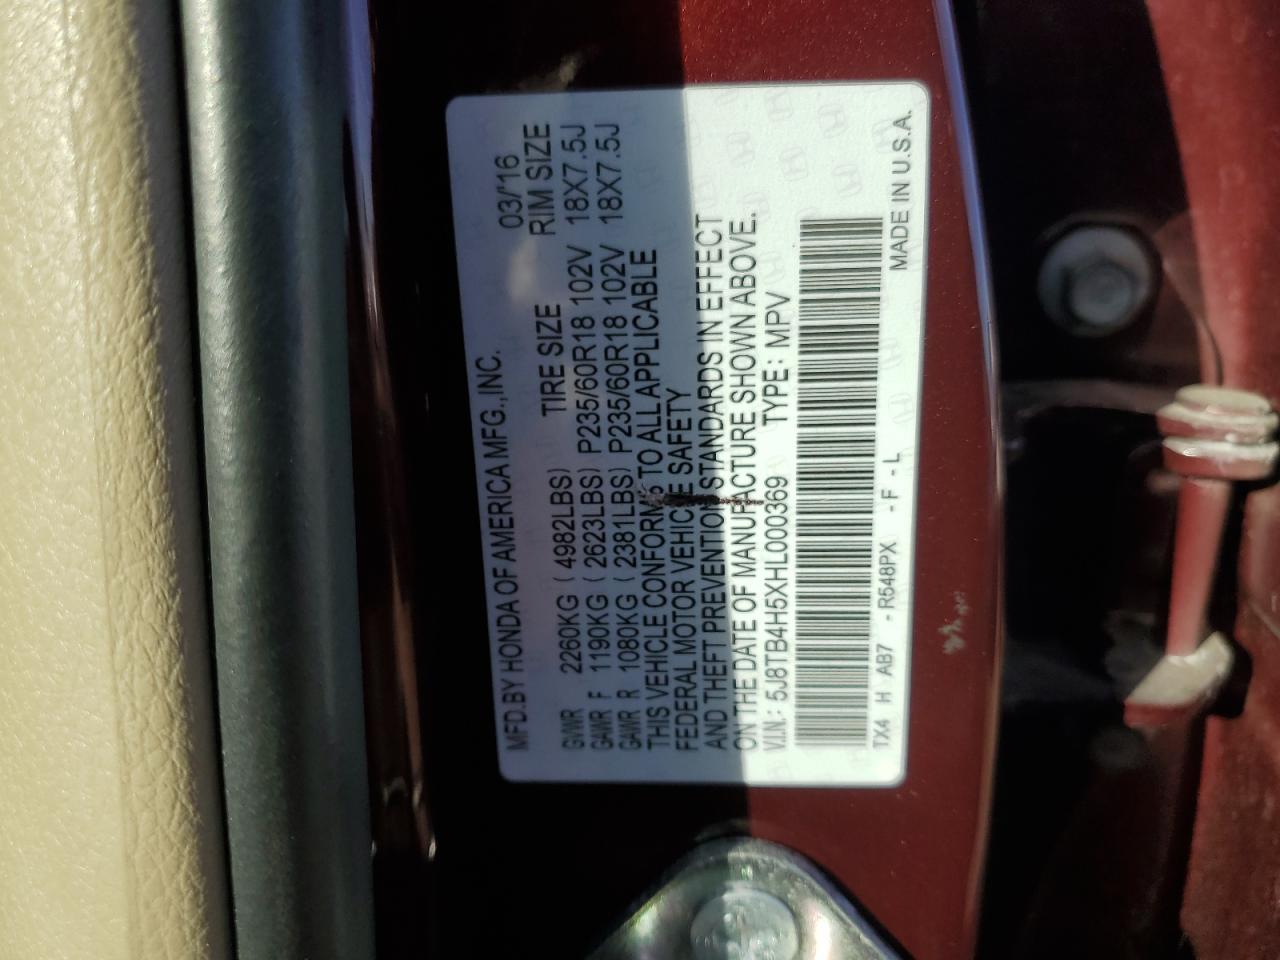 MFD.BY HONDA OF AMERICA MFG.,INC. 03/'16
TIRE SIZE RIM SIZE
GVWR 2260KG ( 4982LBS)
GAWR F 1190KG ( 2623LBS) P235/60R18 102V 18X7.5J
GAWR R 1080KG ( 2381LBS) P235/60R18 102V 18X7.5J
THIS VEHICLE CONFORMS TO ALL APPLICABLE
FEDERAL MOTOR VEHICLE SAFETY
AND THEFT PREVENTION STANDARDS IN EFFECT
ON THE DATE OF MANUFACTURE SHOWN ABOVE.
V.I.N.: 5J8TB4H5XHL000369 TYPE: MPV
TX4 H AB7 - R548PX - F - L MADE IN U.S.A.